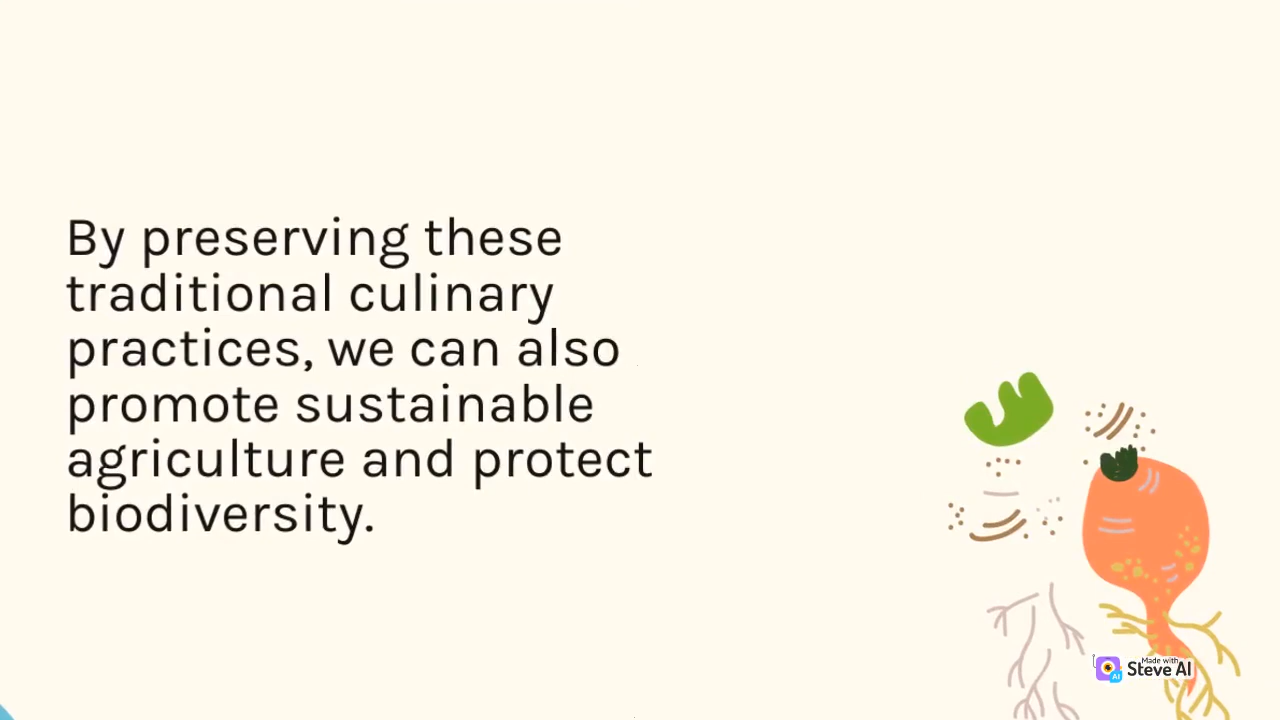 By preserving these
traditional culinary
practices, we can also
promote sustainable
agriculture and protect
biodiversity.
Made with
Steve AI
AI